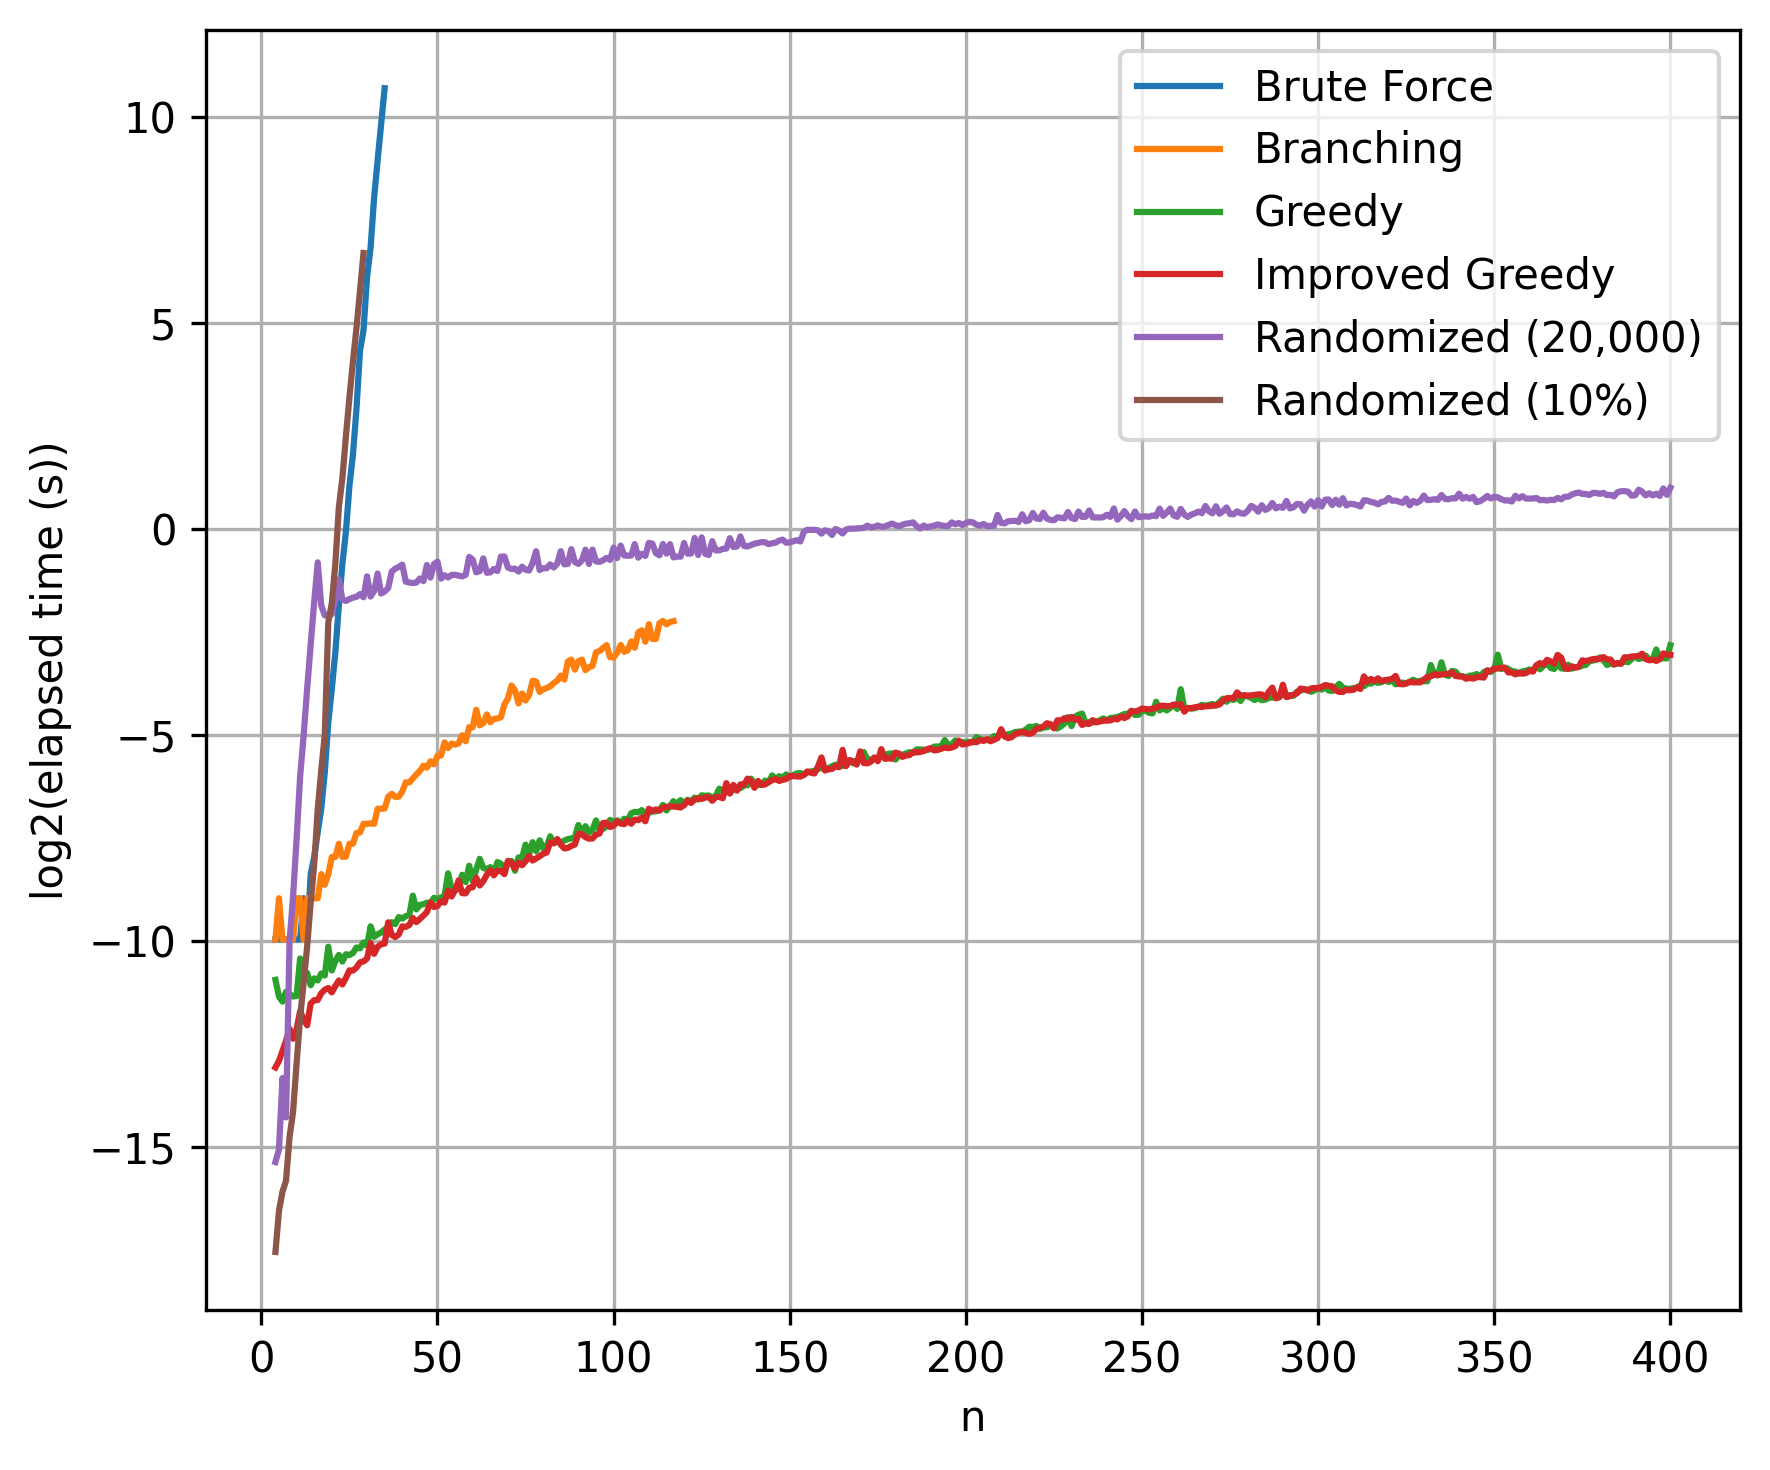 10
5
0
−5
−10
−15
log2(elapsed time (s))
0 50 100 150 200 250 300 350 400
n
Brute Force
Branching
Greedy
Improved Greedy
Randomized (20,000)
Randomized (10%)